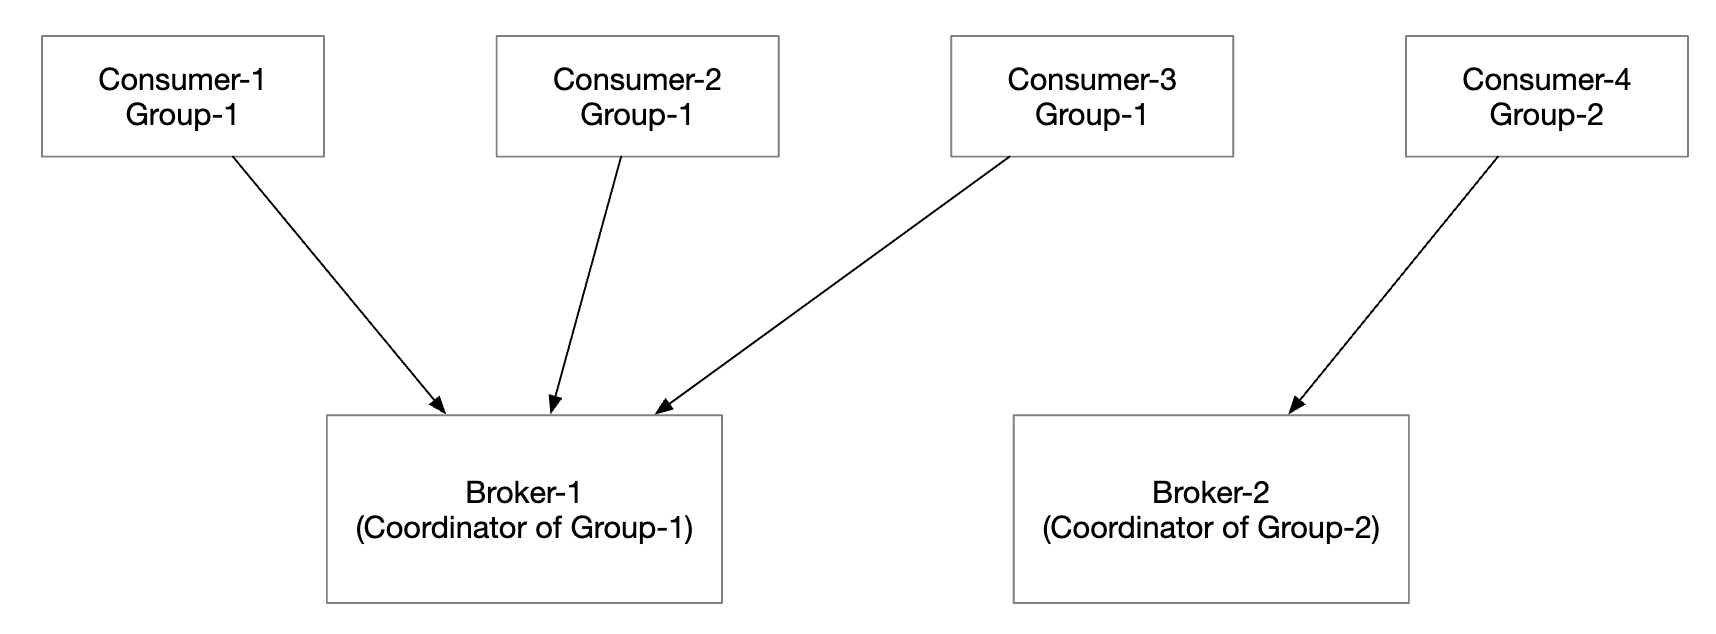 Consumer-1
Group-1
Consumer-2
Group-1
Consumer-3
Group-1
Consumer-4
Group-2
Broker-1
(Coordinator of Group-1)
Broker-2
(Coordinator of Group-2)